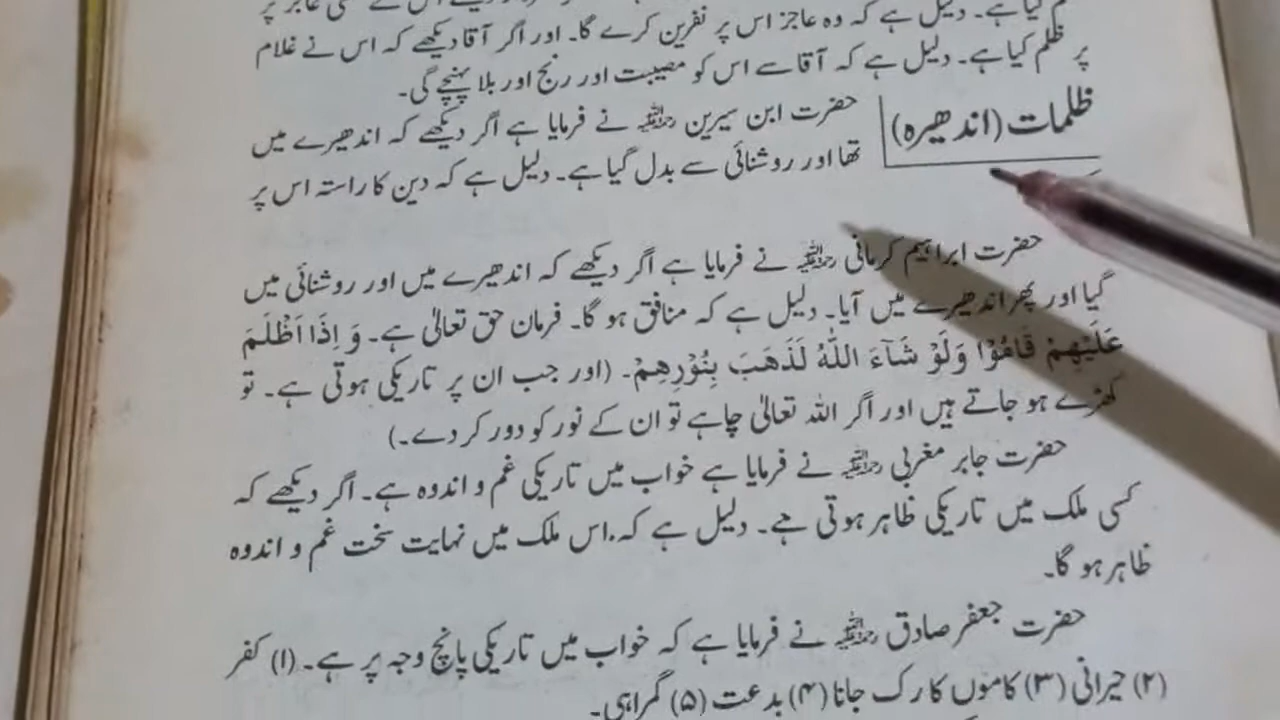 م کیا ہے۔ دلیل ہے کہ وہ عاجز اس پر نفرین کرے گا۔ اور اگر آقا دیکھے کہ اس نے غلام
پر ظلم کیا ہے۔ دلیل ہے کہ آقا سے اس کو مصیبت اور رنج اور بلا پہنچے گی۔
ظلمات (اندھیرہ)
حضرت ابن سیرین رحمۃ اللہ علیہ نے فرمایا ہے اگر دیکھے کہ اندھیرے میں
تھا اور روشنائی سے بدل گیا ہے۔ دلیل ہے کہ دین کا راستہ اس پر
حضرت ابراہیم کرمانی رحمۃ اللہ علیہ نے فرمایا ہے اگر دیکھے کہ اندھیرے میں اور روشنائی میں
گیا اور پھر اندھیرے میں آیا۔ دلیل ہے کہ منافق ہو گا۔ فرمان حق تعالیٰ ہے۔ وَ اِذَا اَظْلَمَ
عَلَیْهِمْ قَامُوْا وَلَوْ شَآءَ اللّٰهُ لَذَهَبَ بِنُوْرِهِمْ۔ (اور جب ان پر تاریکی ہوتی ہے۔ تو
کھڑے ہو جاتے ہیں اور اگر اللہ تعالیٰ چاہے تو ان کے نور کو دور کر دے۔)
حضرت جابر مغربی رحمۃ اللہ علیہ نے فرمایا ہے خواب میں تاریکی غم و اندوہ ہے۔ اگر دیکھے کہ
کسی ملک میں تاریکی ظاہر ہوتی ہے۔ دلیل ہے کہ اس ملک میں نہایت سخت غم و اندوہ
ظاہر ہو گا۔
حضرت جعفر صادق رحمۃ اللہ علیہ نے فرمایا ہے کہ خواب میں تاریکی پانچ وجہ پر ہے۔ (۱) کفر
(۲) حیرانی (۳) کاموں کا رک جانا (۴) بدعت (۵) گمراہی۔